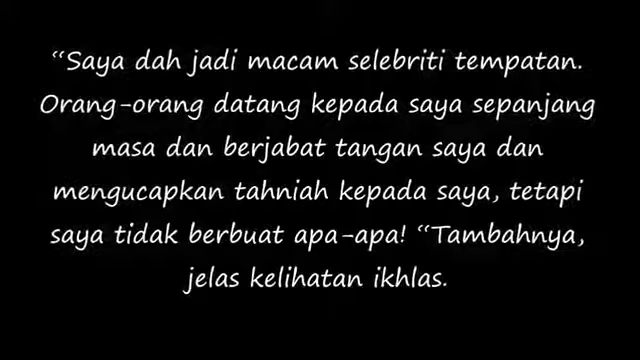 “Saya dah jadi macam selebriti tempatan.
Orang-orang datang kepada saya sepanjang
masa dan berjabat tangan saya dan
mengucapkan tahniah kepada saya, tetapi
saya tidak berbuat apa-apa! “Tambahnya,
jelas kelihatan ikhlas.